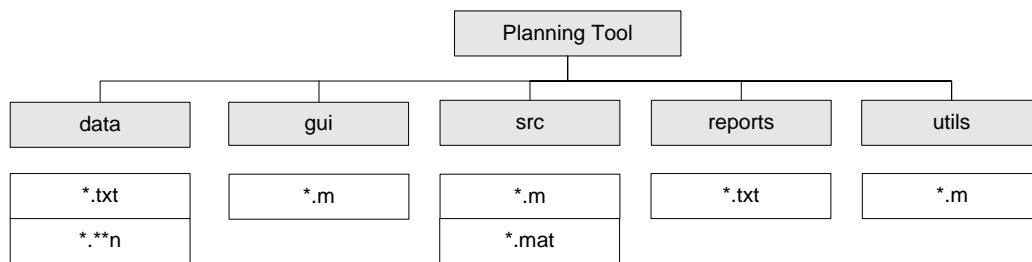 Planning Tool
data
gui
src
reports
utils
*.txt
*.m
*.m
*.txt
*.m
*.**n
*.mat